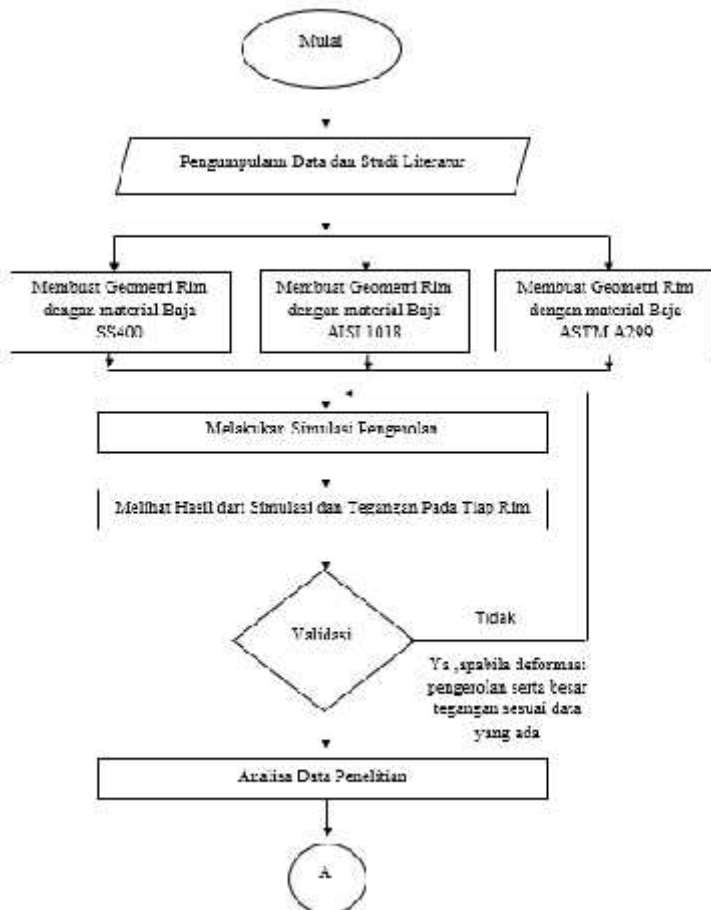 Mulai
Pengumpulann Data dan Studi Literatur
Membuat Geometri Rim
dengan material Baja
SS400
Membuat Geometri Rim
dengan material Baja
AISI 1018
Membuat Geometri Rim
dengan material Baja
ASTM A299
Melakukan Simulasi Pengerolan
Melihat Hasil dari Simulasi dan Tegangan Pada Tiap Rim
Validasi
Tidak
Ya ,apabila deformasi
pengerolan serta besar
tegangan sesuai data
yang ada
Analisa Data Penelitian
A